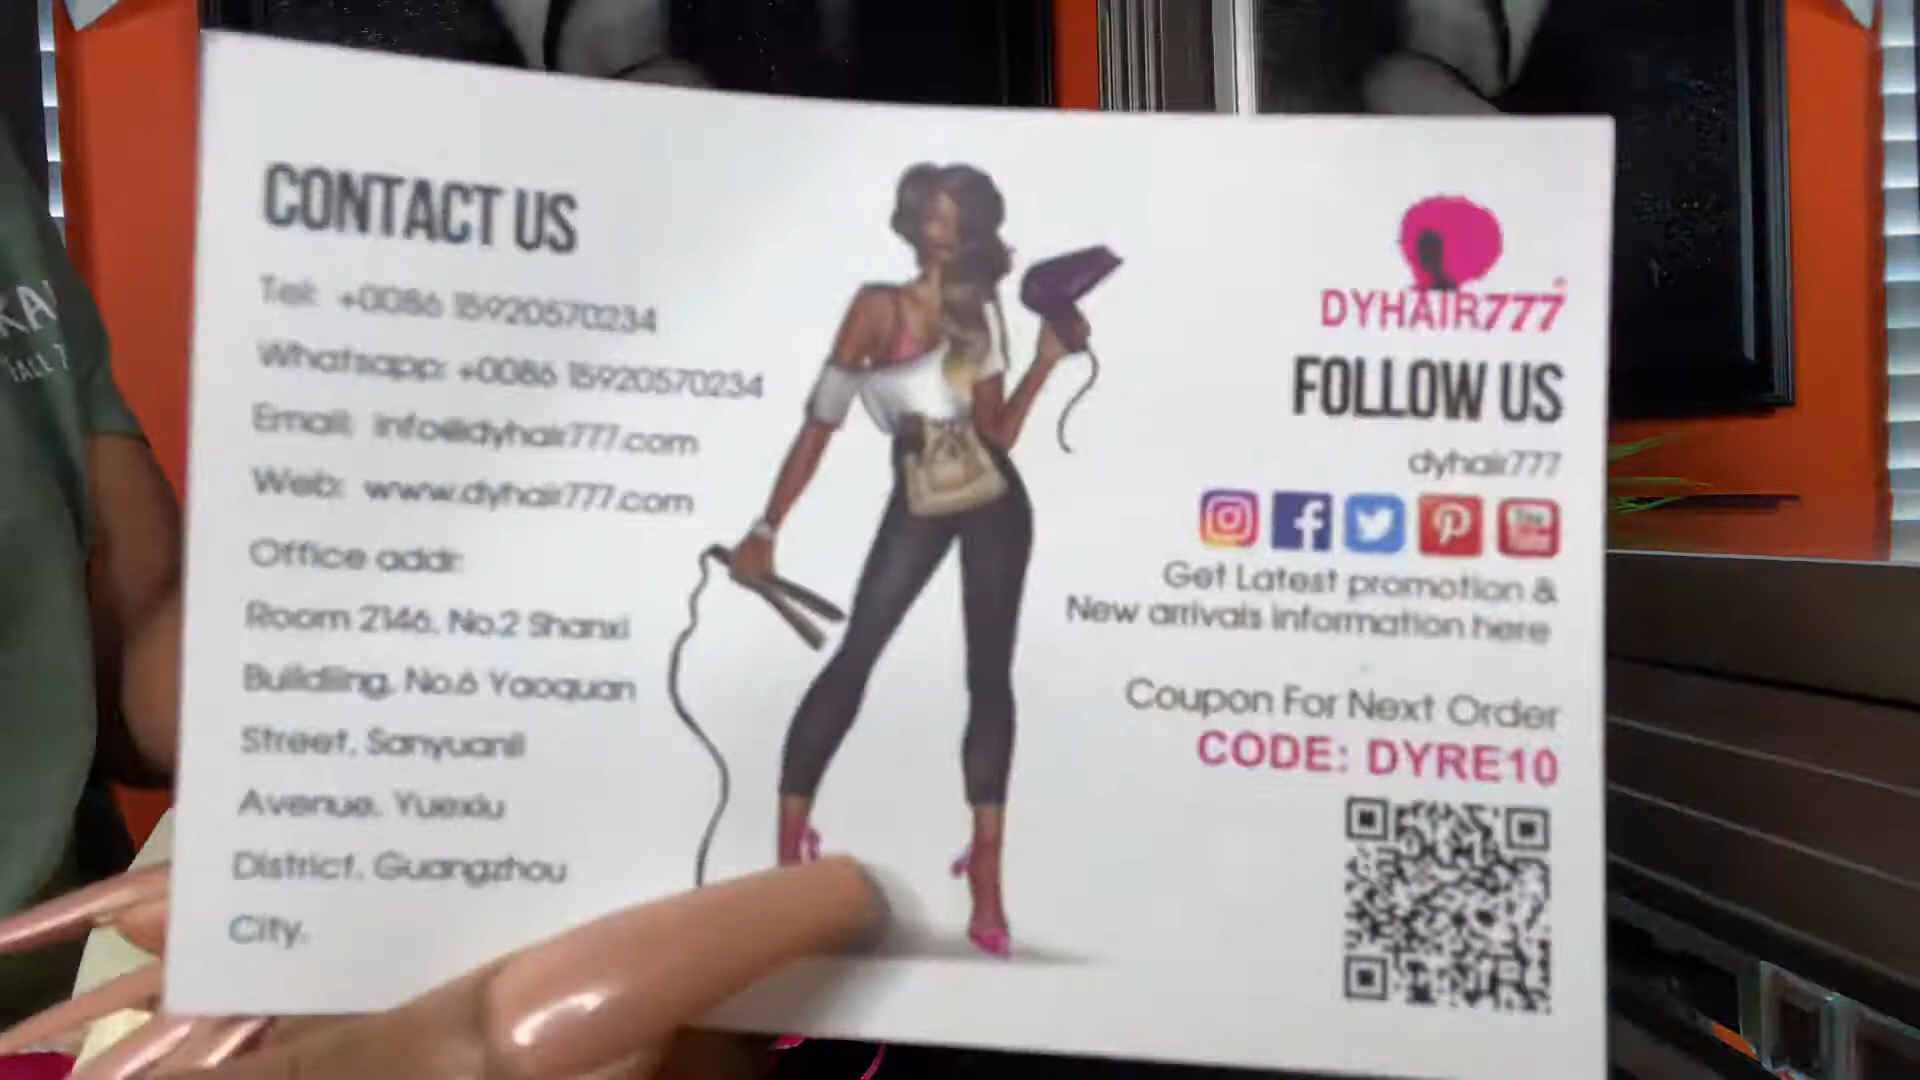 CONTACT US
Tel: +0086 15920570234
Whatsapp: +0086 15920570234
Email: info@dyhair777.com
Web: www.dyhair777.com
Office addr:
Room 2146, No.2 Shanxi
Building, No.6 Yaoquan
Street, Sanyuanli
Avenue, Yuexiu
District, Guangzhou
City.
DYHAIR777
FOLLOW US
dyhair777
You
Tube
Get Latest promotion &
New arrivals information here
Coupon For Next Order
CODE: DYRE10